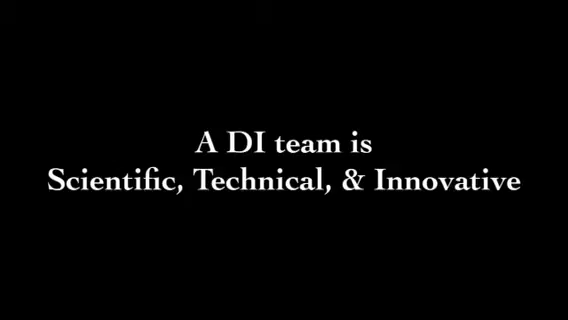 A DI team is
Scientific, Technical, & Innovative